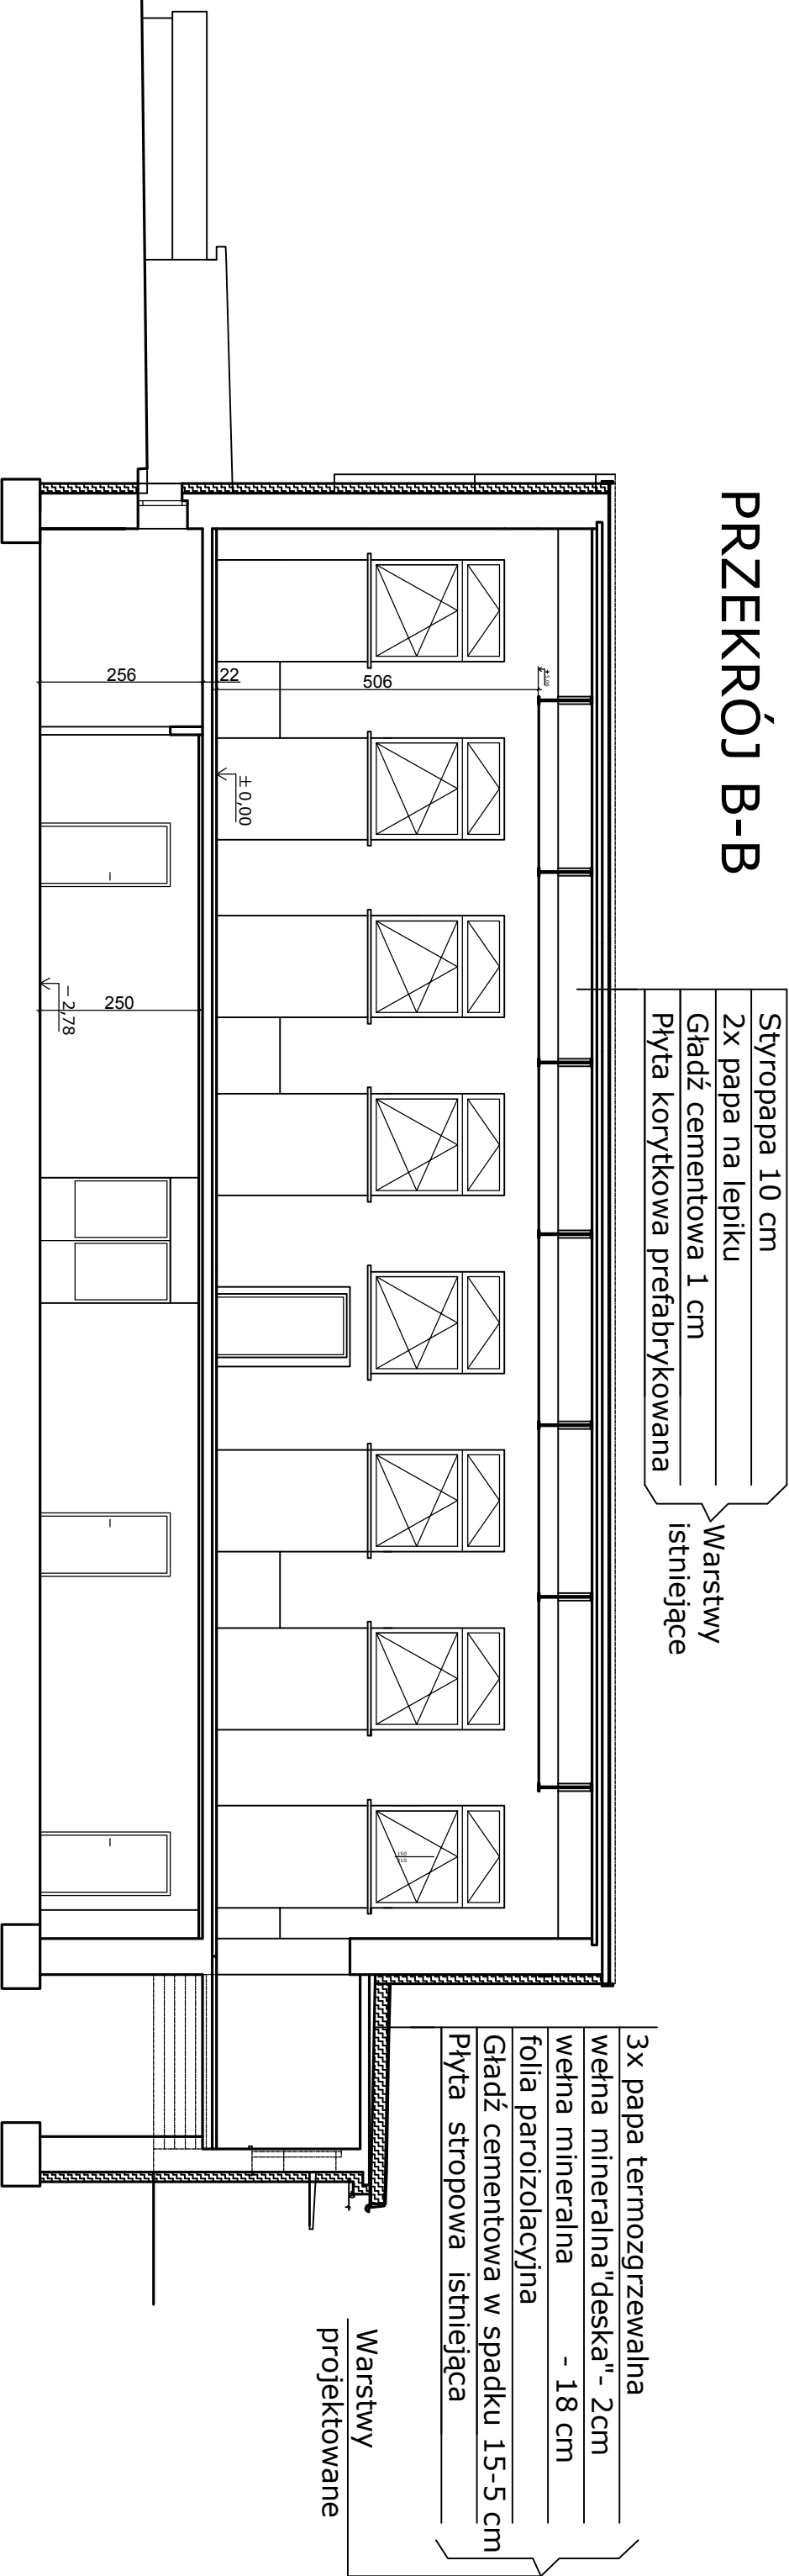 PRZEKRÓJ B-B
Styropapa 10 cm
2x papa na lepiku
Gładź cementowa 1 cm
Płyta korytkowa prefabrykowana
Warstwy
istniejące
3x papa termozgrzewalna
wełna mineralna"deska"- 2cm
wełna mineralna - 18 cm
folia paroizolacyjna
Gładź cementowa w spadku 15-5 cm
Płyta stropowa istniejąca
Warstwy
projektowane
506
22
256
± 0,00
250
- 2,78
150
210